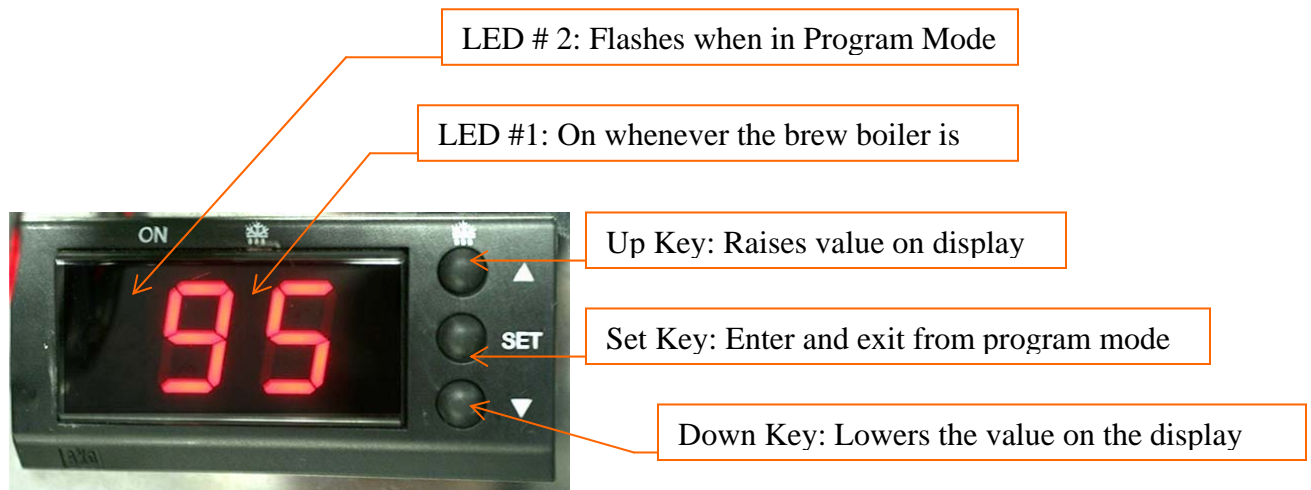 LED # 2: Flashes when in Program Mode
LED #1: On whenever the brew boiler is
Up Key: Raises value on display
ON
95
SET
Set Key: Enter and exit from program mode
Down Key: Lowers the value on the display